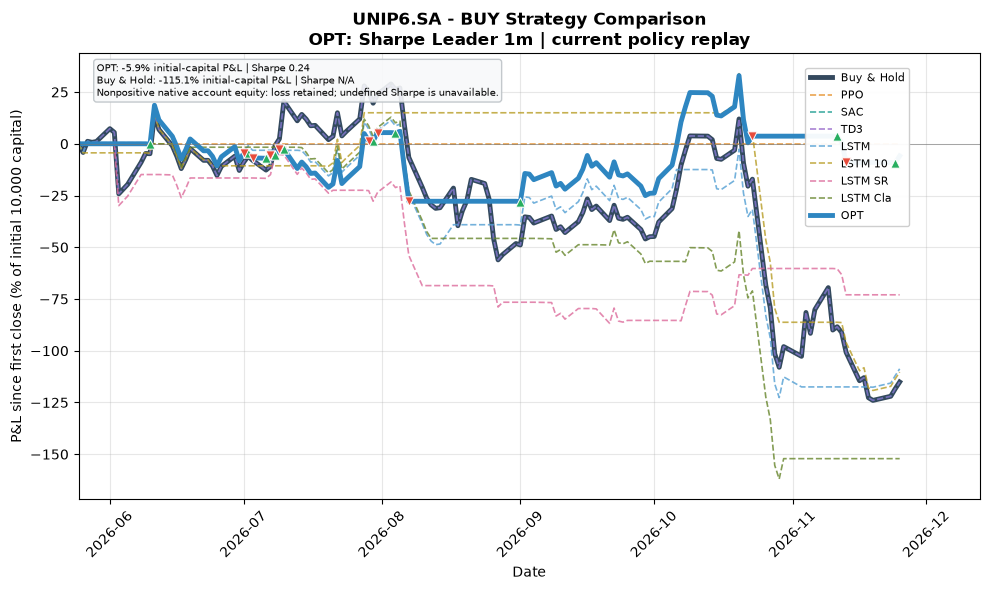 UNIP6.SA - BUY Strategy Comparison
OPT: Sharpe Leader 1m | current policy replay
OPT: -5.9% initial-capital P&L | Sharpe 0.24
Buy & Hold: -115.1% initial-capital P&L | Sharpe N/A
Nonpositive native account equity: loss retained; undefined Sharpe is unavailable.
Buy & Hold
PPO
SAC
TD3
LSTM
LSTM 10
LSTM SR
LSTM Cla
OPT
P&L since first close (% of initial 10,000 capital)
25
0
−25
−50
−75
−100
−125
−150
2026-06
2026-07
2026-08
2026-09
2026-10
2026-11
2026-12
Date